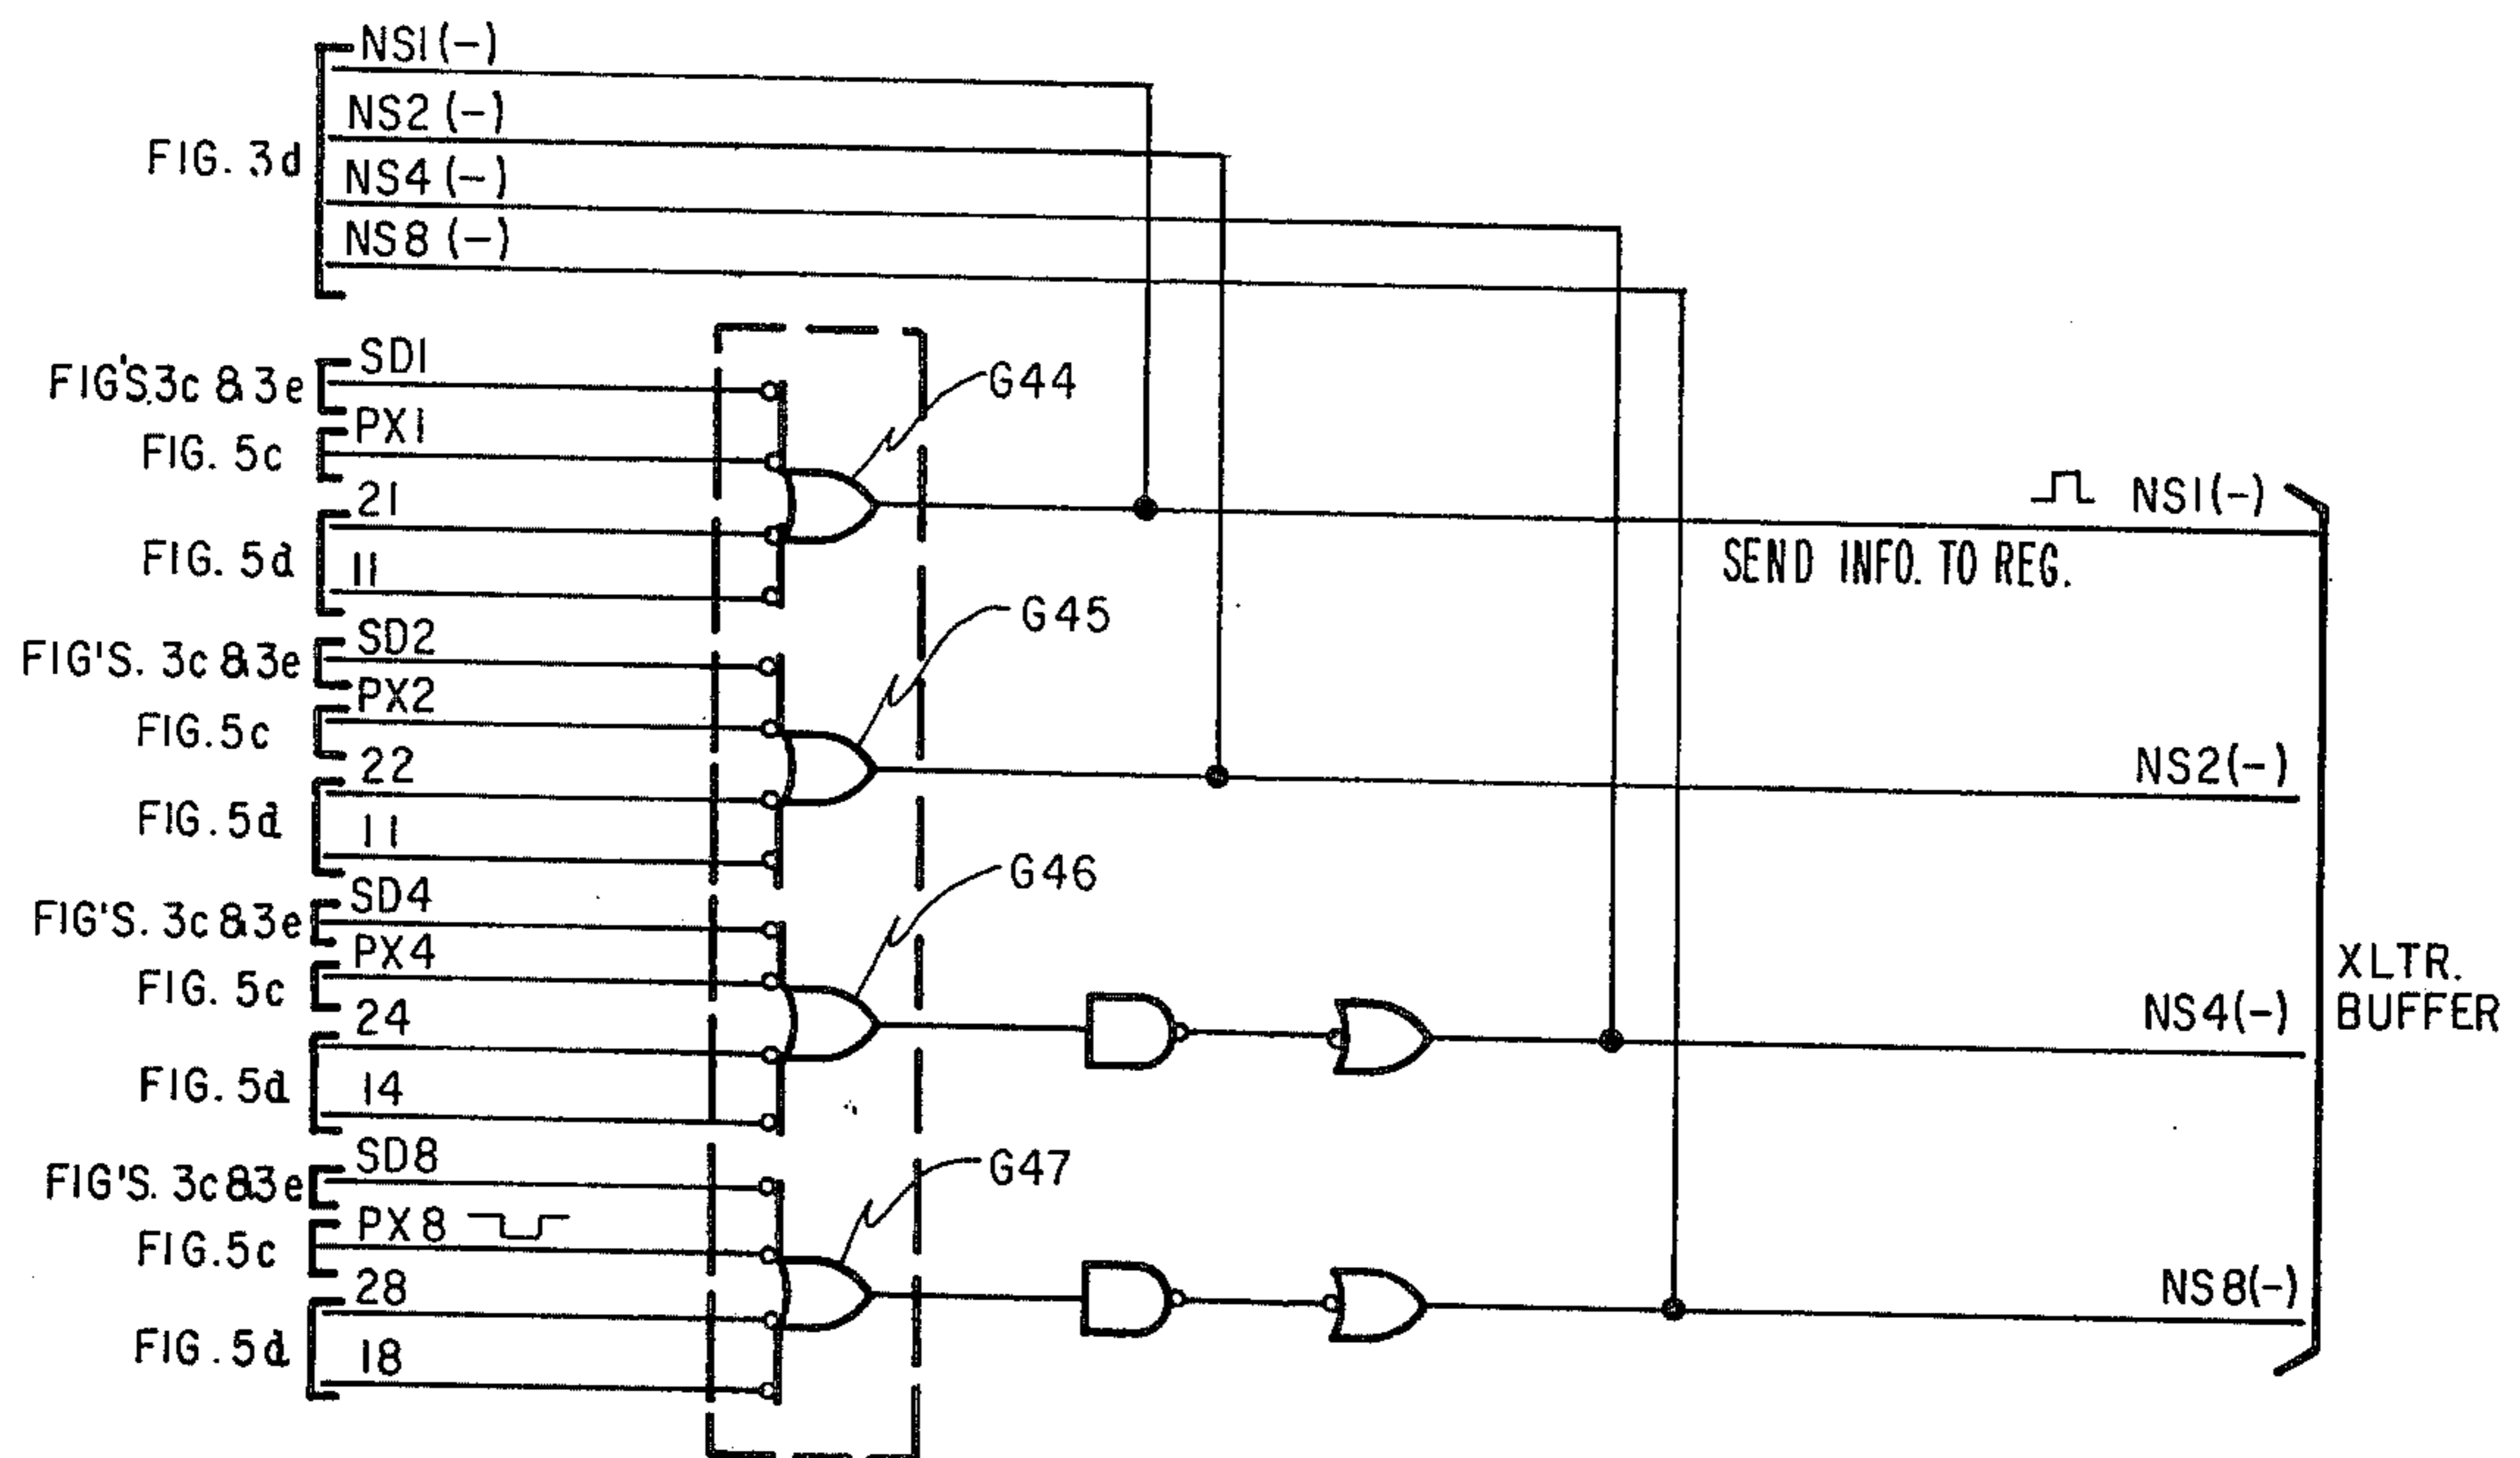 NS1(-)
NS2(-)
FIG. 3d
NS4(-)
NS8(-)
SD1
FIG'S.3c & 3e
G44
PX1
FIG. 5c
21
NS1(-)
SEND INFO. TO REG.
FIG. 5d
11
G45
SD2
FIG'S. 3c & 3e
PX2
FIG. 5c
22
NS2(-)
FIG. 5d
11
G46
SD4
FIG'S. 3c & 3e
PX4
FIG. 5c
XLTR.
BUFFER
24
NS4(-)
FIG. 5d
14
SD8
FIG'S. 3c & 3e
G47
PX8
FIG. 5c
28
NS8(-)
FIG. 5d
18